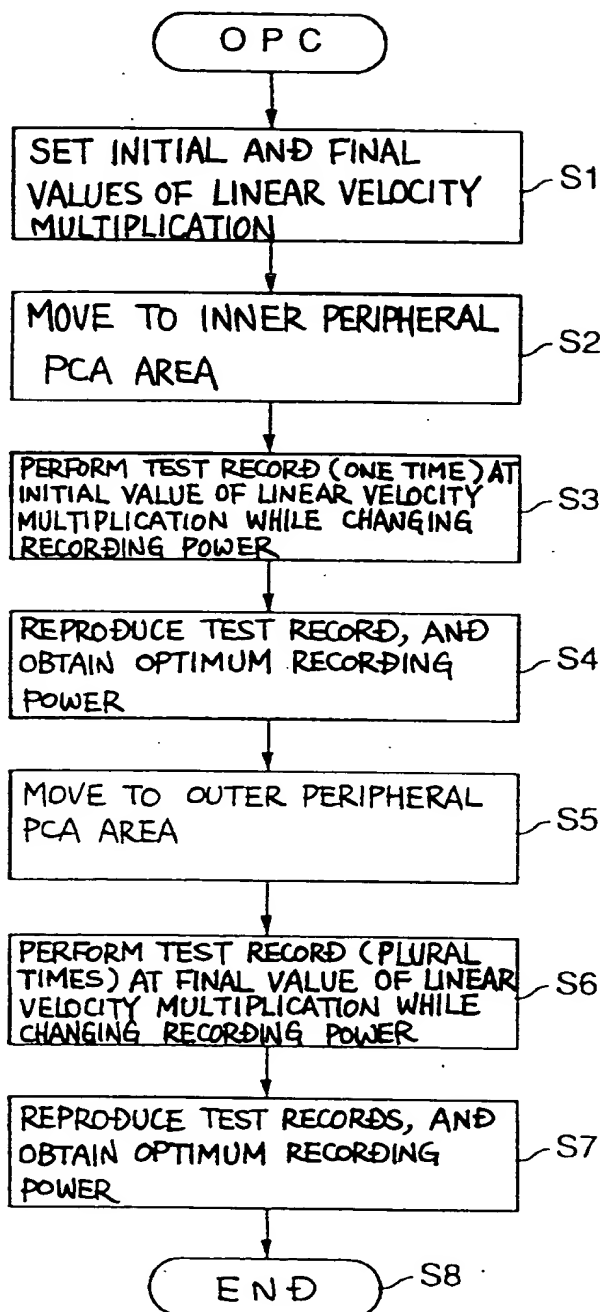 OPC
SET INITIAL AND FINAL
VALUES OF LINEAR VELOCITY
MULTIPLICATION
S1
MOVE TO INNER PERIPHERAL
PCA AREA
S2
PERFORM TEST RECORD (ONE TIME) AT
INITIAL VALUE OF LINEAR VELOCITY
MULTIPLICATION WHILE CHANGING
RECORDING POWER
S3
REPRODUCE TEST RECORD, AND
OBTAIN OPTIMUM RECORDING
POWER
S4
MOVE TO OUTER PERIPHERAL
PCA AREA
S5
PERFORM TEST RECORD (PLURAL
TIMES) AT FINAL VALUE OF LINEAR
VELOCITY MULTIPLICATION WHILE
CHANGING RECORDING POWER
S6
REPRODUCE TEST RECORDS, AND
OBTAIN OPTIMUM RECORDING
POWER
S7
END
S8